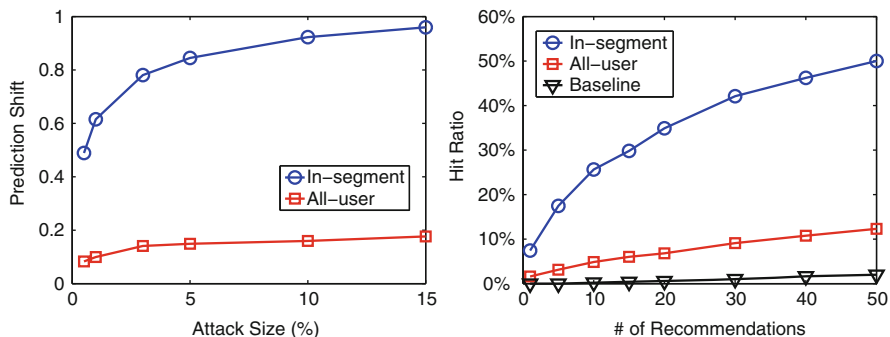 1
0.8
0.6
0.4
0.2
0
0
5
10
15
Prediction Shift
Attack Size (%)
In−segment
All−user
60%
50%
40%
30%
20%
10%
0%
0
10
20
30
40
50
Hit Ratio
# of Recommendations
In−segment
All−user
Baseline